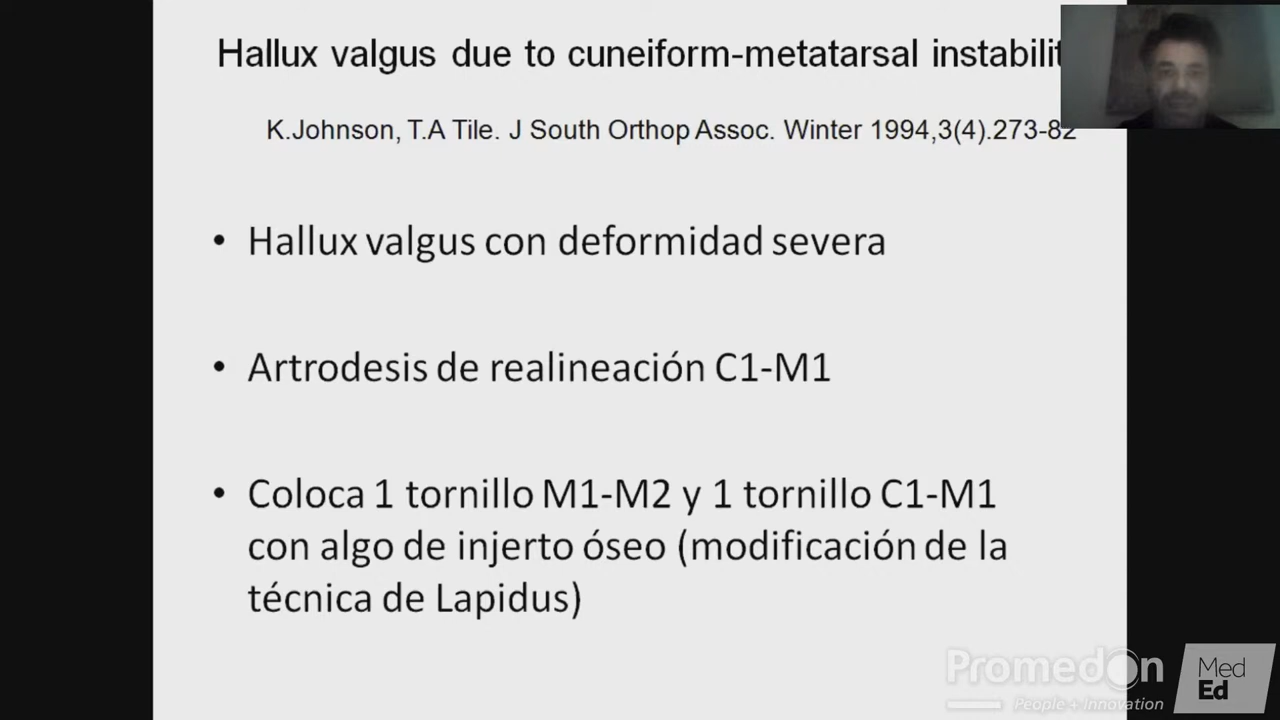 Hallux valgus due to cuneiform-metatarsal instabilit
K.Johnson, T.A Tile. J South Orthop Assoc. Winter 1994,3(4).273-82
• Hallux valgus con deformidad severa
• Artrodesis de realineación C1-M1
• Coloca 1 tornillo M1-M2 y 1 tornillo C1-M1
con algo de injerto óseo (modificación de la
técnica de Lapidus)
Promedon
People + Innovation
Med
Ed